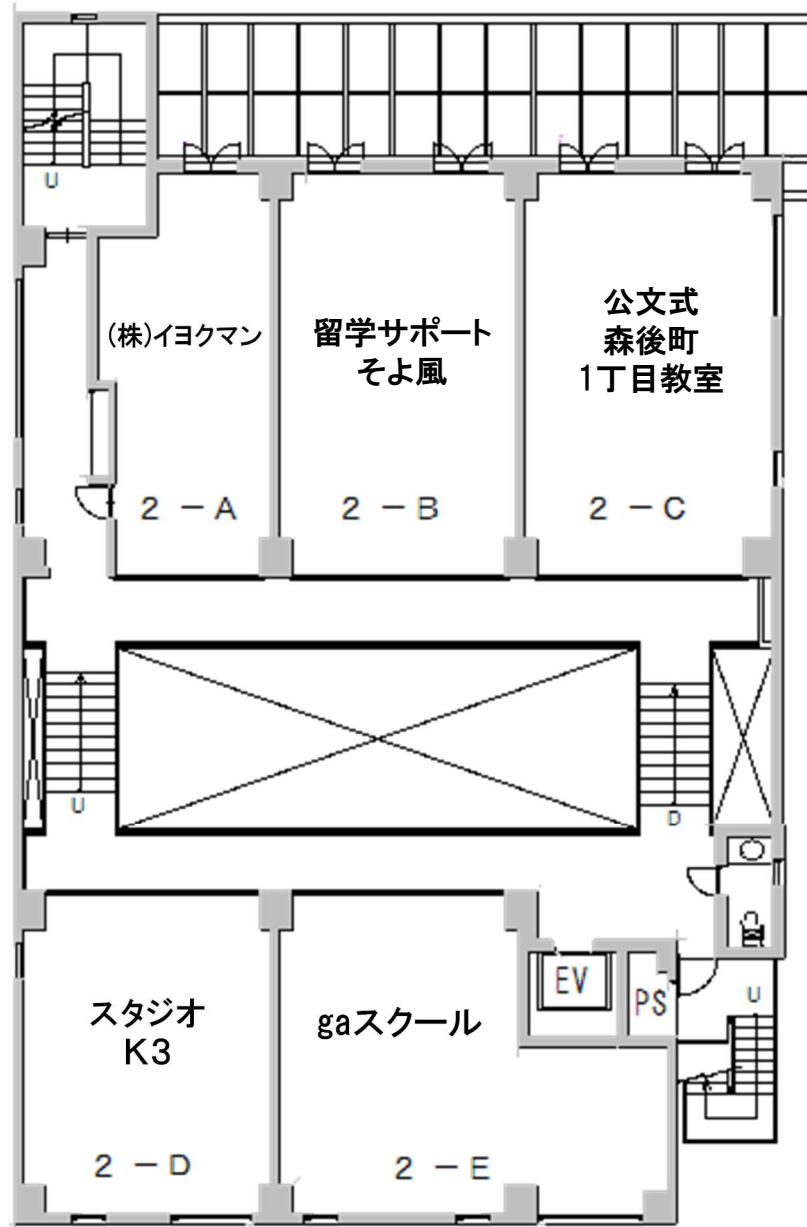 U
(株)イヨクマン
留学サポート
そよ風
公文式
森後町
1丁目教室
2－A
2－B
2－C
U
D
EV
PS
U
スタジオ
K3
gaスクール
2－D
2－E